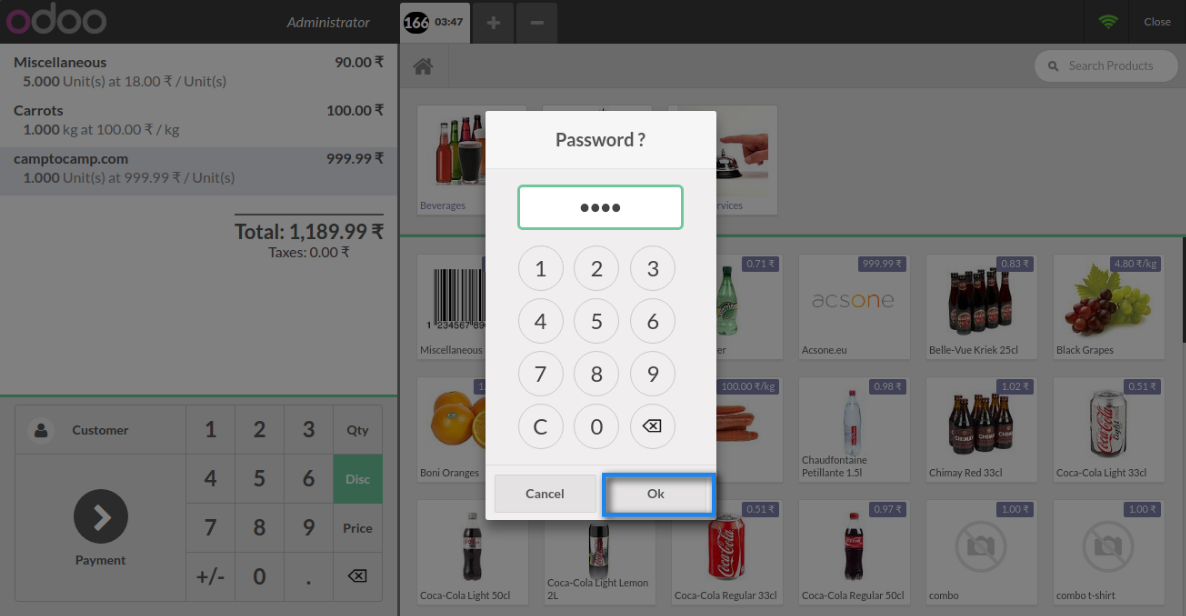 odoo
Administrator
166 03:47
+
−
Close
Search Products
Miscellaneous 90.00 ₹
5.000 Unit(s) at 18.00 ₹ / Unit(s)
Carrots 100.00 ₹
1.000 kg at 100.00 ₹ / kg
camptocamp.com 999.99 ₹
1.000 Unit(s) at 999.99 ₹ / Unit(s)
Total: 1,189.99 ₹
Taxes: 0.00 ₹
Customer
1 2 3 Qty
4 5 6 Disc
7 8 9 Price
+/- 0 .
Payment
Password ?
••••
1 2 3
4 5 6
7 8 9
C 0
Cancel Ok
Beverages
0.71 ₹
999.99 ₹
0.83 ₹
4.80 ₹/kg
acsone
Miscellaneous
Acsone.eu
Belle-Vue Kriek 25cl
Black Grapes
100.00 ₹/kg
0.98 ₹
1.02 ₹
0.51 ₹
Boni Oranges
Chaudfontaine
Petillante 1.5l
Chimay Red 33cl
Coca-Cola Light 33cl
0.51 ₹
0.97 ₹
1.00 ₹
1.00 ₹
Coca-Cola Light 50cl
Coca-Cola Light Lemon
2L
Coca-Cola Regular 33cl
Coca-Cola Regular 50cl
combo
combo t-shirt